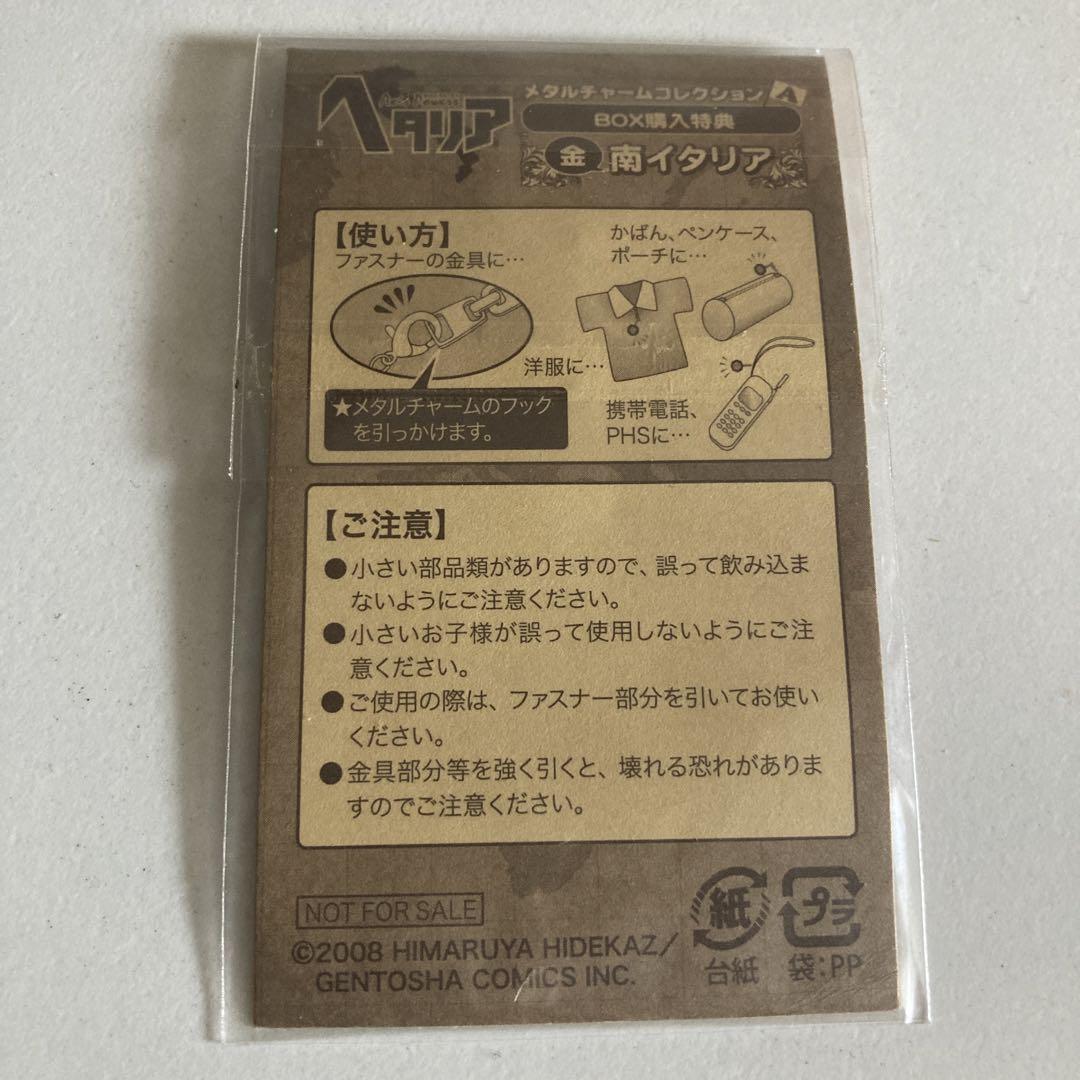 ヘタリア
Axis Powers
メタルチャームコレクション A
BOX購入特典
金 南イタリア
【使い方】
ファスナーの金具に…
かばん、ペンケース、
ポーチに…
洋服に…
★メタルチャームのフック
を引っかけます。
携帯電話、
PHSに…
【ご注意】
●小さい部品類がありますので、誤って飲み込ま
ないようにご注意ください。
●小さいお子様が誤って使用しないようにご注
意ください。
●ご使用の際は、ファスナー部分を引いてお使い
ください。
●金具部分等を強く引くと、壊れる恐れがありま
すのでご注意ください。
NOT FOR SALE
©2008 HIMARUYA HIDEKAZ/
GENTOSHA COMICS INC.
紙
台紙
プラ
袋:PP